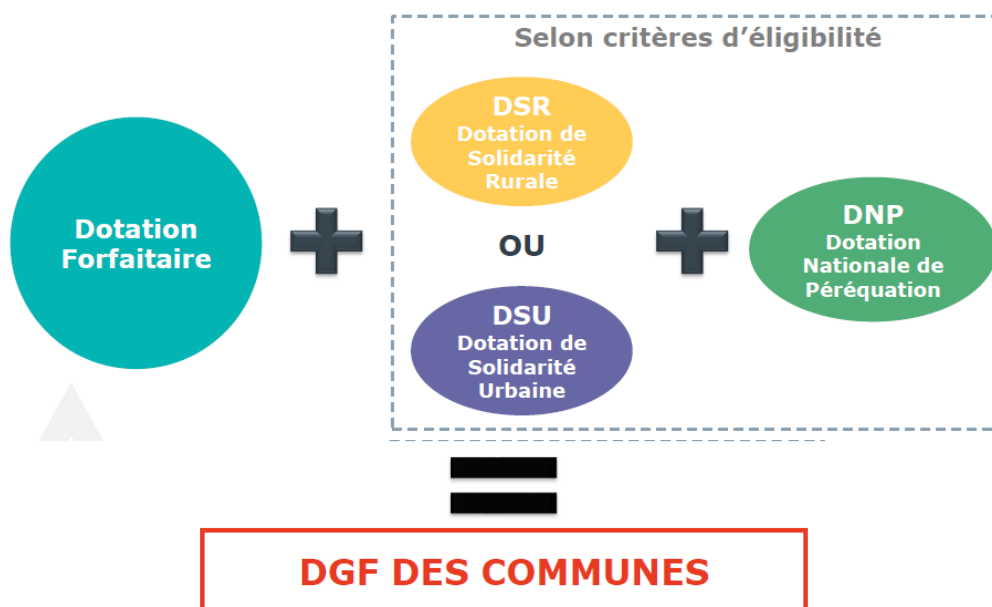 Selon critères d’éligibilité
Dotation
Forfaitaire
DSR
Dotation de
Solidarité
Rurale
OU
DSU
Dotation de
Solidarité
Urbaine
DNP
Dotation
Nationale de
Péréquation
DGF DES COMMUNES